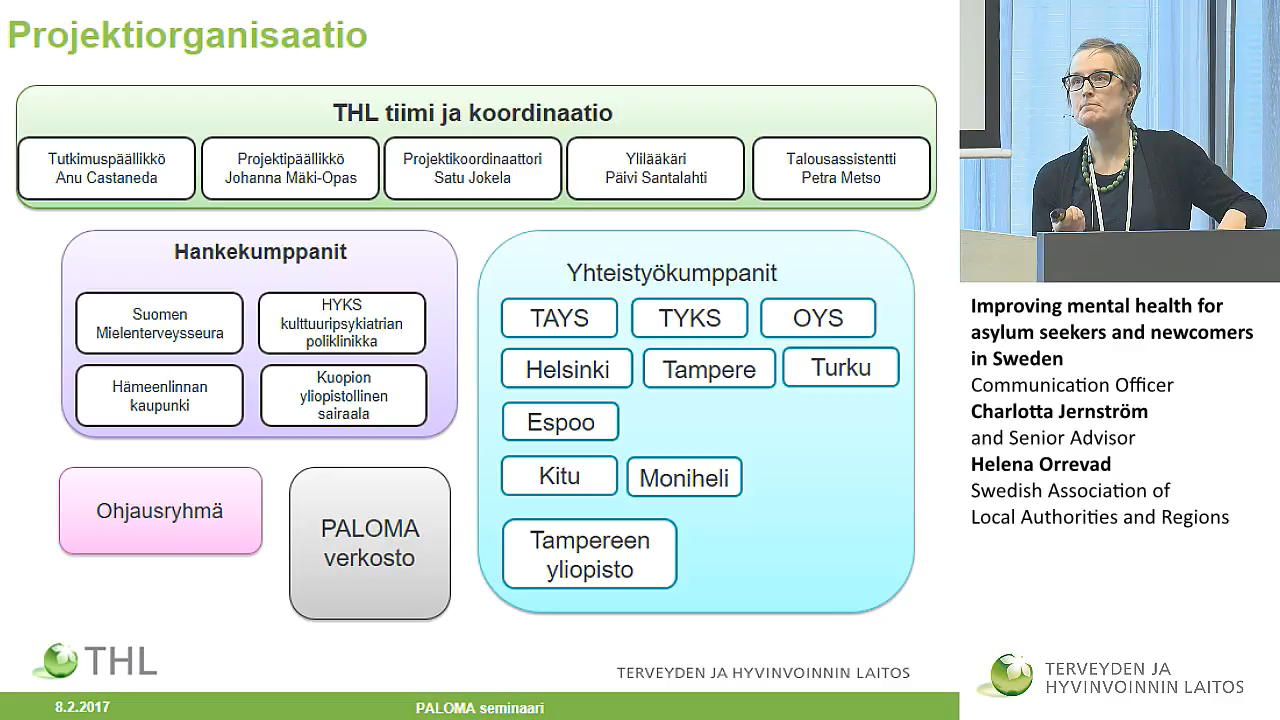 Projektiorganisaatio
THL tiimi ja koordinaatio
Tutkimuspäällikkö
Anu Castaneda
Projektipäällikkö
Johanna Mäki-Opas
Projektikoordinaattori
Satu Jokela
Ylilääkäri
Päivi Santalahti
Talousassistentti
Petra Metso
Hankekumppanit
Suomen
Mielenterveysseura
HYKS
kulttuuripsykiatrian
poliklinikka
Hämeenlinnan
kaupunki
Kuopion
yliopistollinen
sairaala
Yhteistyökumppanit
TAYS
TYKS
OYS
Helsinki
Tampere
Turku
Espoo
Kitu
Moniheli
Tampereen
yliopisto
Ohjausryhmä
PALOMA
verkosto
THL
TERVEYDEN JA HYVINVOINNIN LAITOS
8.2.2017
PALOMA seminaari
Improving mental health for
asylum seekers and newcomers
in Sweden
Communication Officer
Charlotta Jernström
and Senior Advisor
Helena Orrevad
Swedish Association of
Local Authorities and Regions
TERVEYDEN JA
HYVINVOINNIN LAITOS